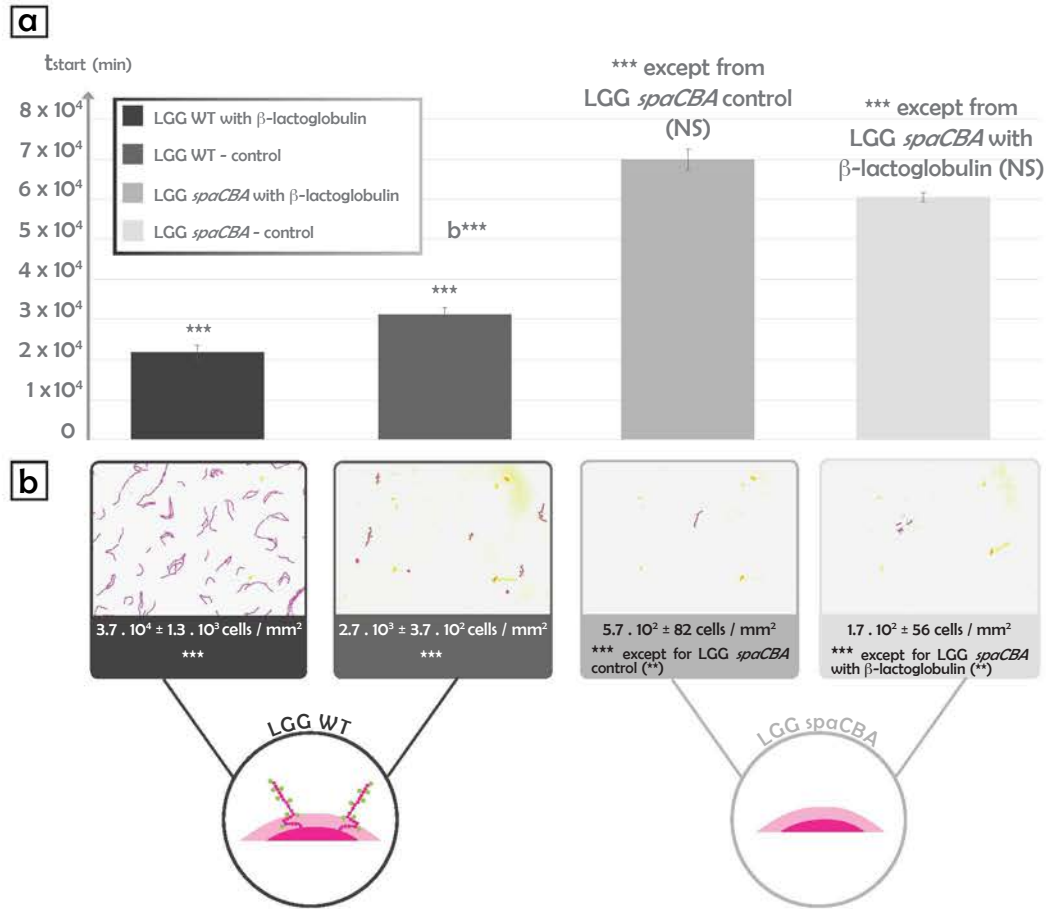 a
tstart (min)
8 x 10⁴
7 x 10⁴
6 x 10⁴
5 x 10⁴
4 x 10⁴
3 x 10⁴
2 x 10⁴
1 x 10⁴
0
LGG WT with β-lactoglobulin
LGG WT - control
LGG spaCBA with β-lactoglobulin
LGG spaCBA - control
***
***
b***
*** except from
LGG spaCBA control
(NS)
*** except from
LGG spaCBA with
β-lactoglobulin (NS)
b
3.7 . 10⁴ ± 1.3 . 10³ cells / mm²
***
2.7 . 10³ ± 3.7 . 10² cells / mm²
***
5.7 . 10² ± 82 cells / mm²
*** except for LGG spaCBA
control (**)
1.7 . 10² ± 56 cells / mm²
*** except for LGG spaCBA
with β-lactoglobulin (**)
LGG WT
LGG spaCBA